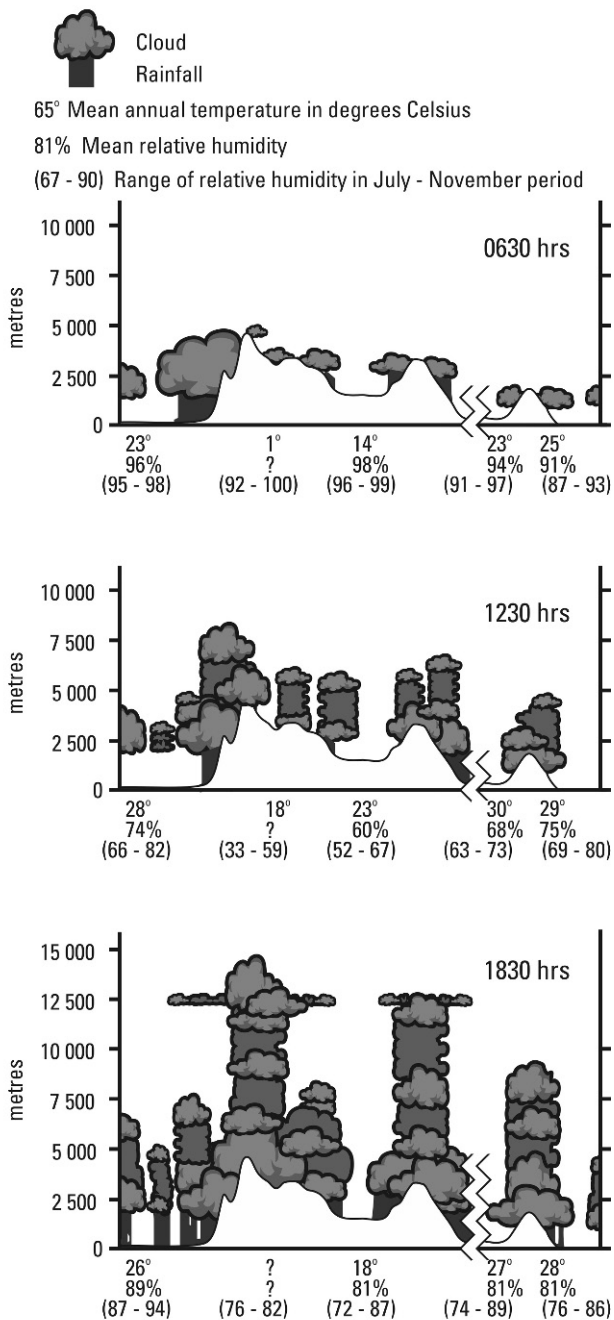 Cloud
Rainfall
65° Mean annual temperature in degrees Celsius
81% Mean relative humidity
(67 - 90) Range of relative humidity in July - November period
metres
10 000
7 500
5 000
2 500
0
0630 hrs
23° 1° 14° 23° 25°
96% ? 98% 94% 91%
(95 - 98) (92 - 100) (96 - 99) (91 - 97) (87 - 93)
metres
10 000
7 500
5 000
2 500
0
1230 hrs
28° 18° 23° 30° 29°
74% ? 60% 68% 75%
(66 - 82) (33 - 59) (52 - 67) (63 - 73) (69 - 80)
metres
15 000
12 500
10 000
7 500
5 000
2 500
0
1830 hrs
26° ? 18° 27° 28°
89% ? 81% 81% 81%
(87 - 94) (76 - 82) (72 - 87) (74 - 89) (76 - 86)